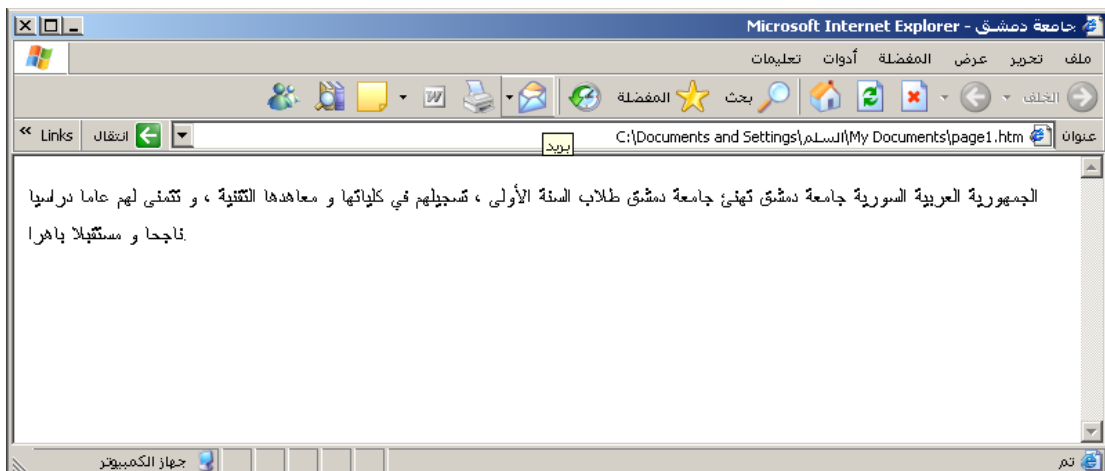 جامعة دمشق - Microsoft Internet Explorer
ملف تحرير عرض المفضلة أدوات تعليمات
الخلف بحث المفضلة
عنوان C:\Documents and Settings\السلم\My Documents\page1.htm انتقال Links »
بريد
الجمهورية العربية السورية جامعة دمشق تهنئ جامعة دمشق طلاب السنة الأولى ، تسجيلهم في كلياتها و معاهدها التقنية ، و تتمنى لهم عاما دراسيا
ناجحا و مستقبلا باهرا.
تم جهاز الكمبيوتر